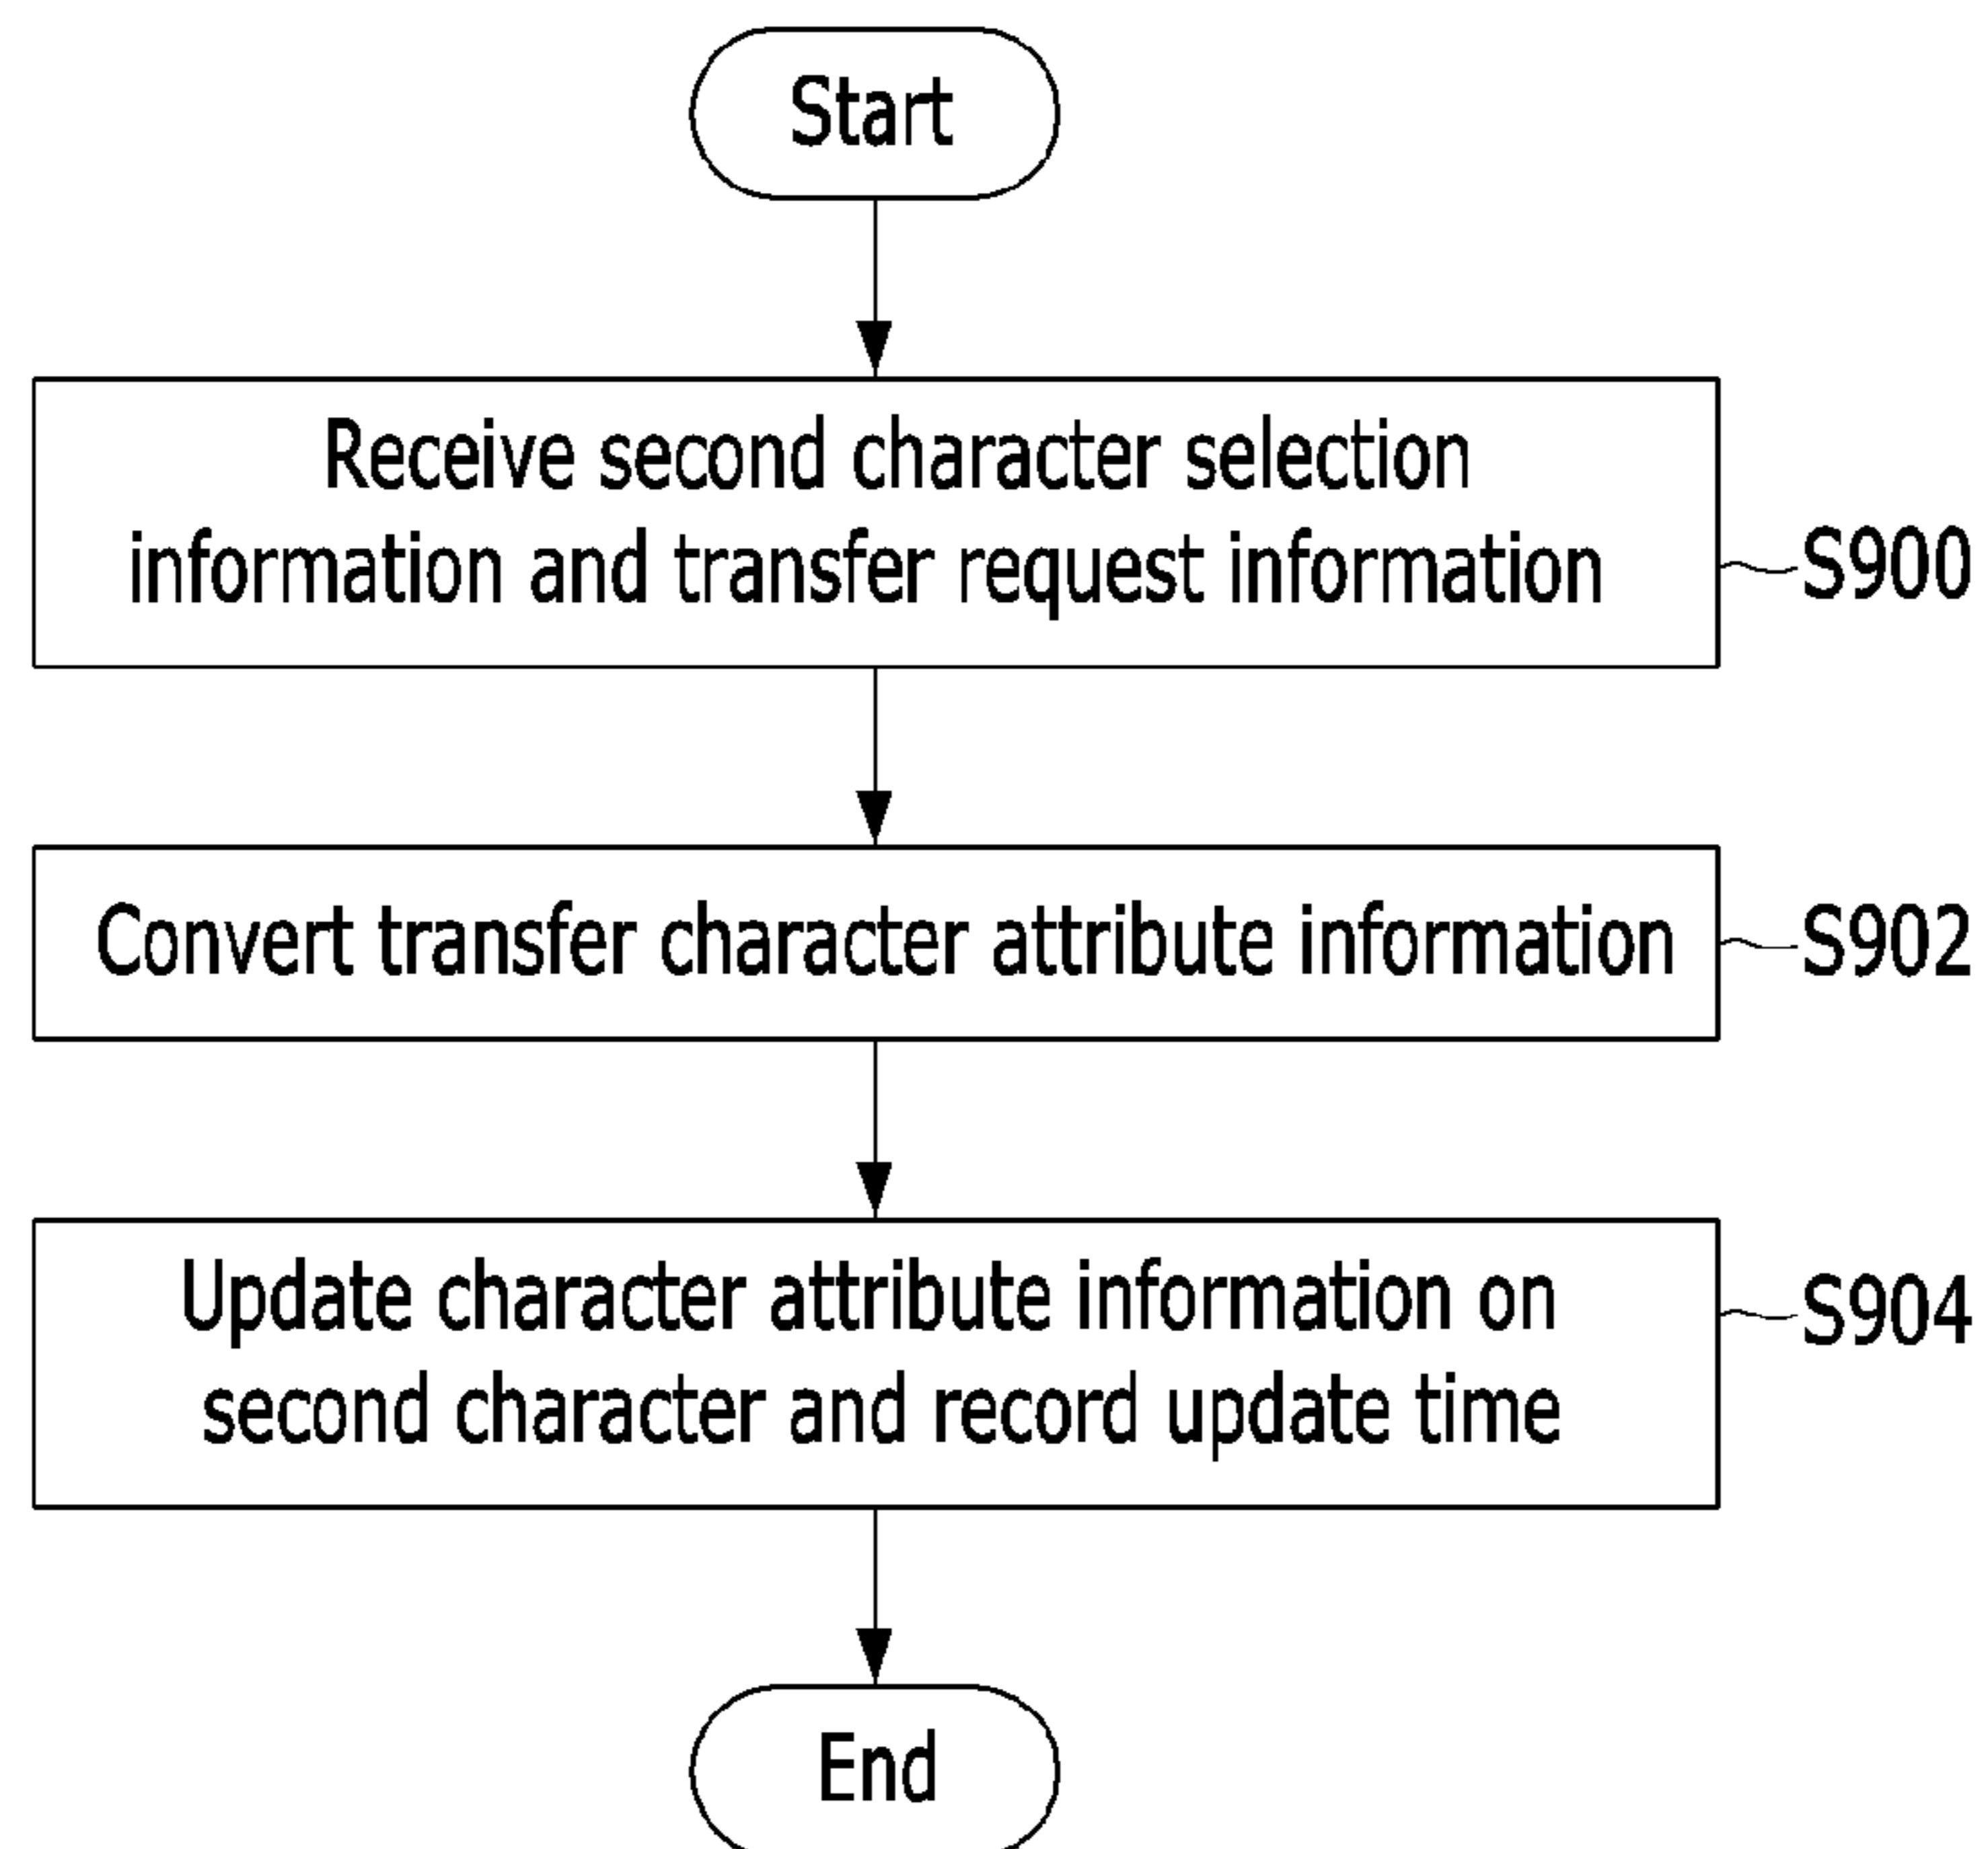 Start
Receive second character selection
information and transfer request information
S900
Convert transfer character attribute information
S902
Update character attribute information on
second character and record update time
S904
End